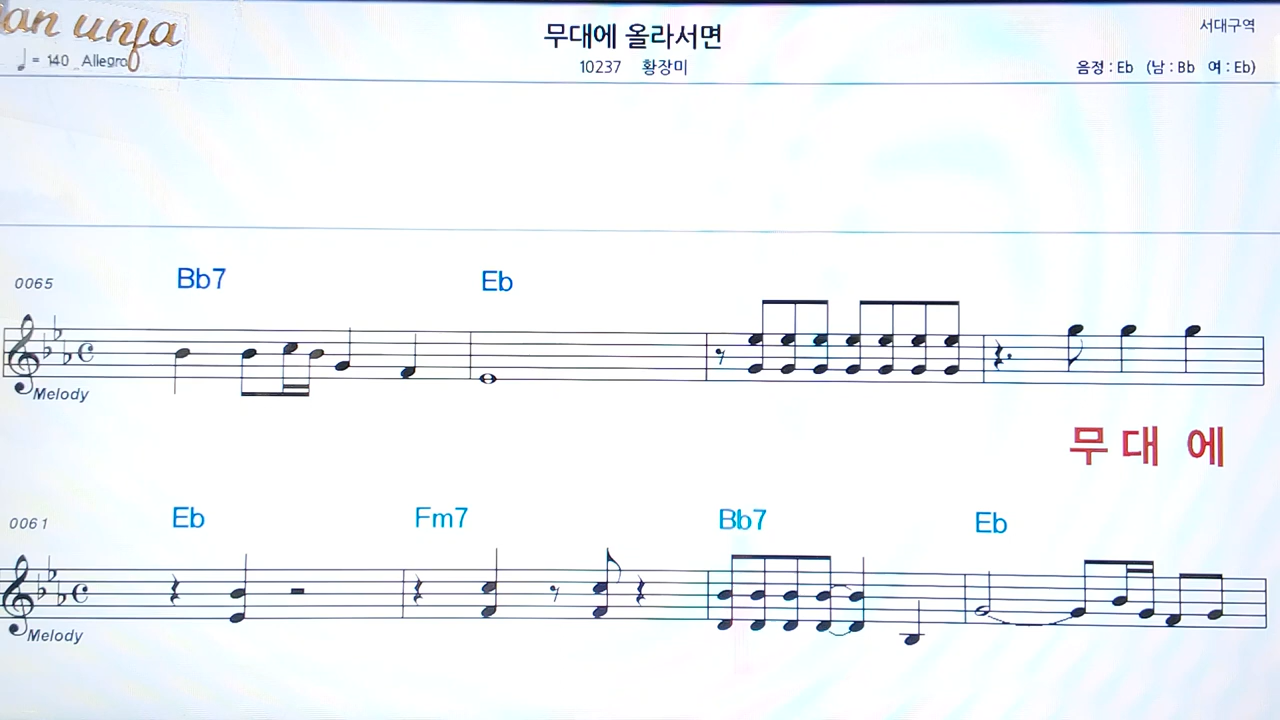 an unja
♩ = 140 Allegro
무대에 올라서면
10237 황장미
서대구역
음정 : Eb (남 : Bb 여 : Eb)
0065
Bb7 Eb
Melody
무 대 에
0061
Eb Fm7 Bb7 Eb
Melody